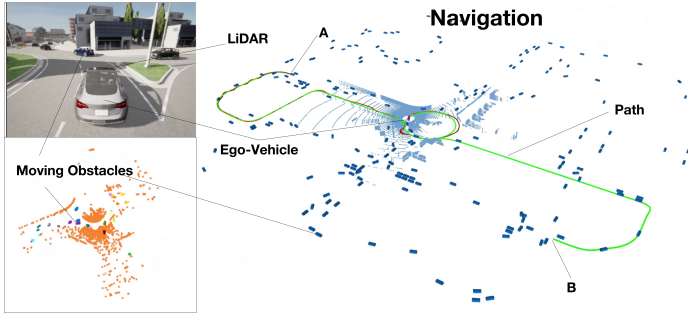 Navigation
LiDAR
A
Path
Ego-Vehicle
Moving Obstacles
B